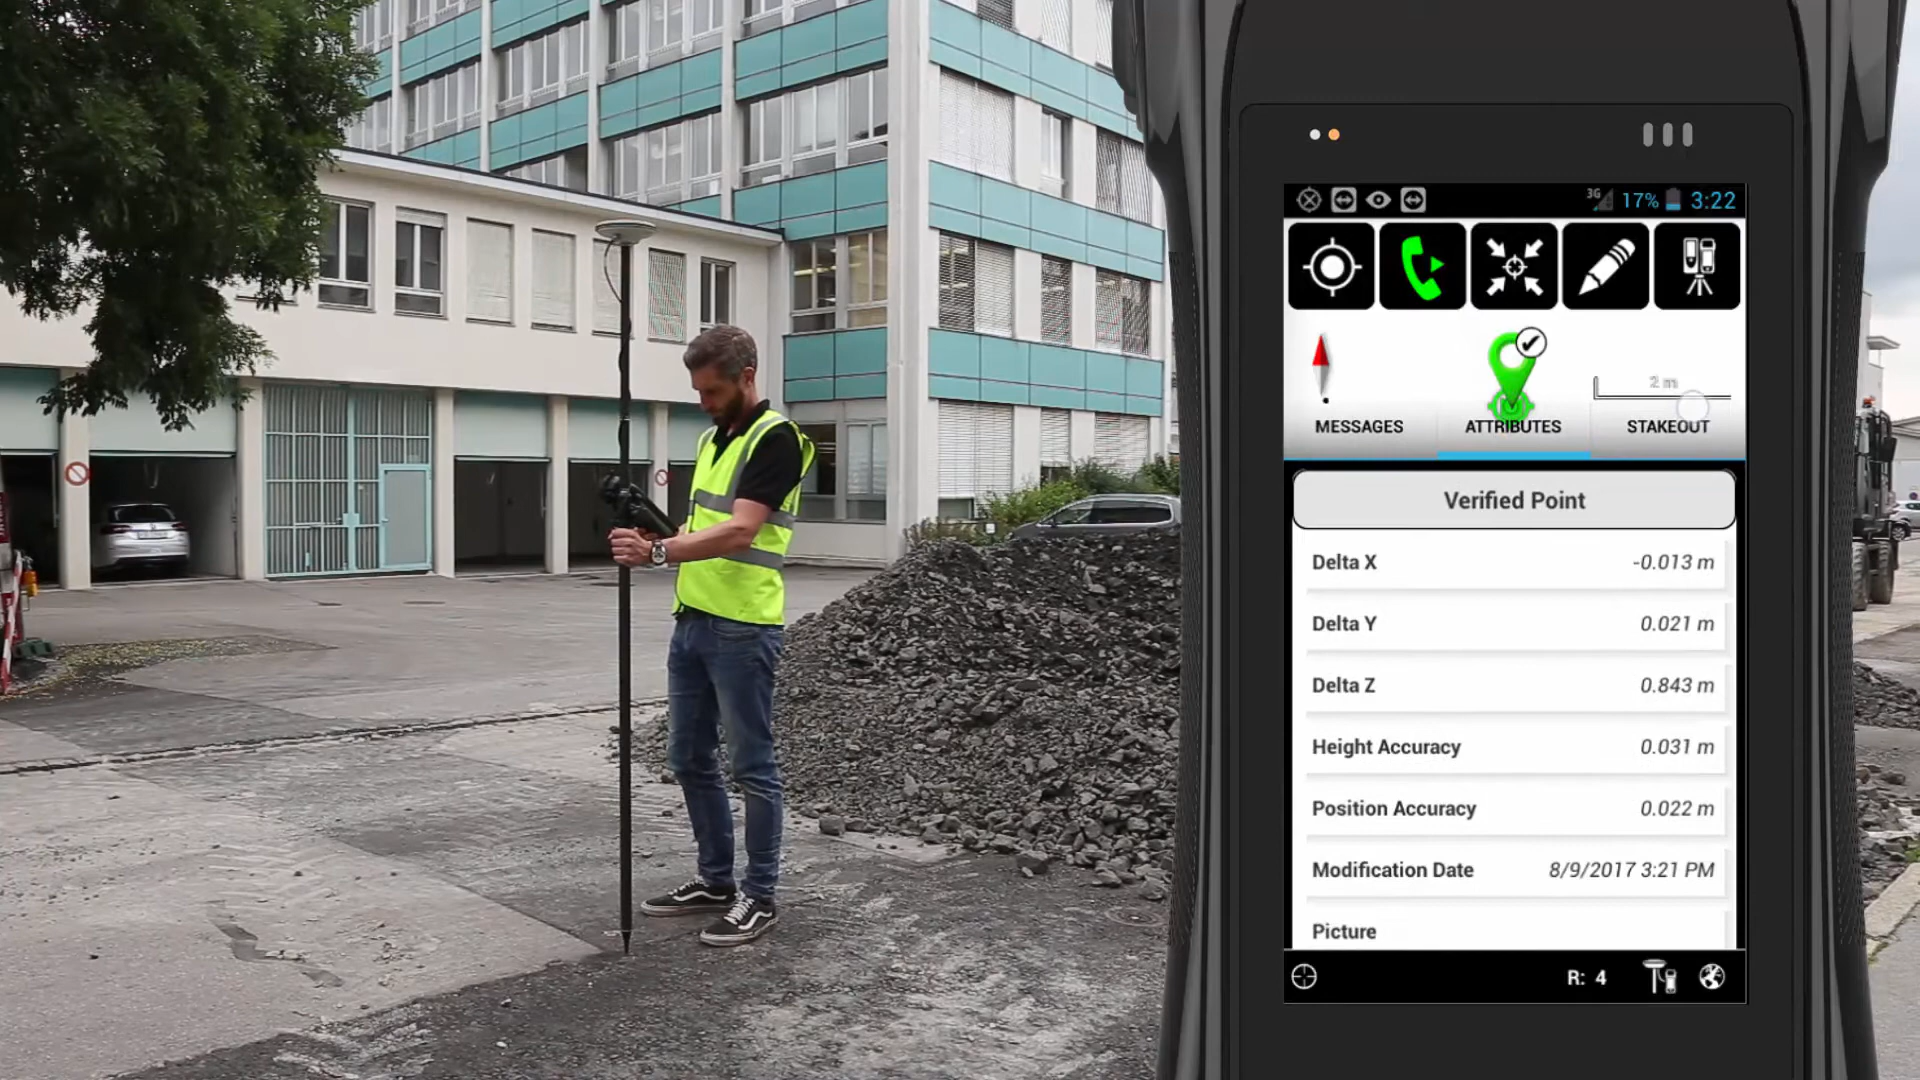 3G 17% 3:22
2 m
MESSAGES ATTRIBUTES STAKEOUT
Verified Point
Delta X -0.013 m
Delta Y 0.021 m
Delta Z 0.843 m
Height Accuracy 0.031 m
Position Accuracy 0.022 m
Modification Date 8/9/2017 3:21 PM
Picture
R: 4